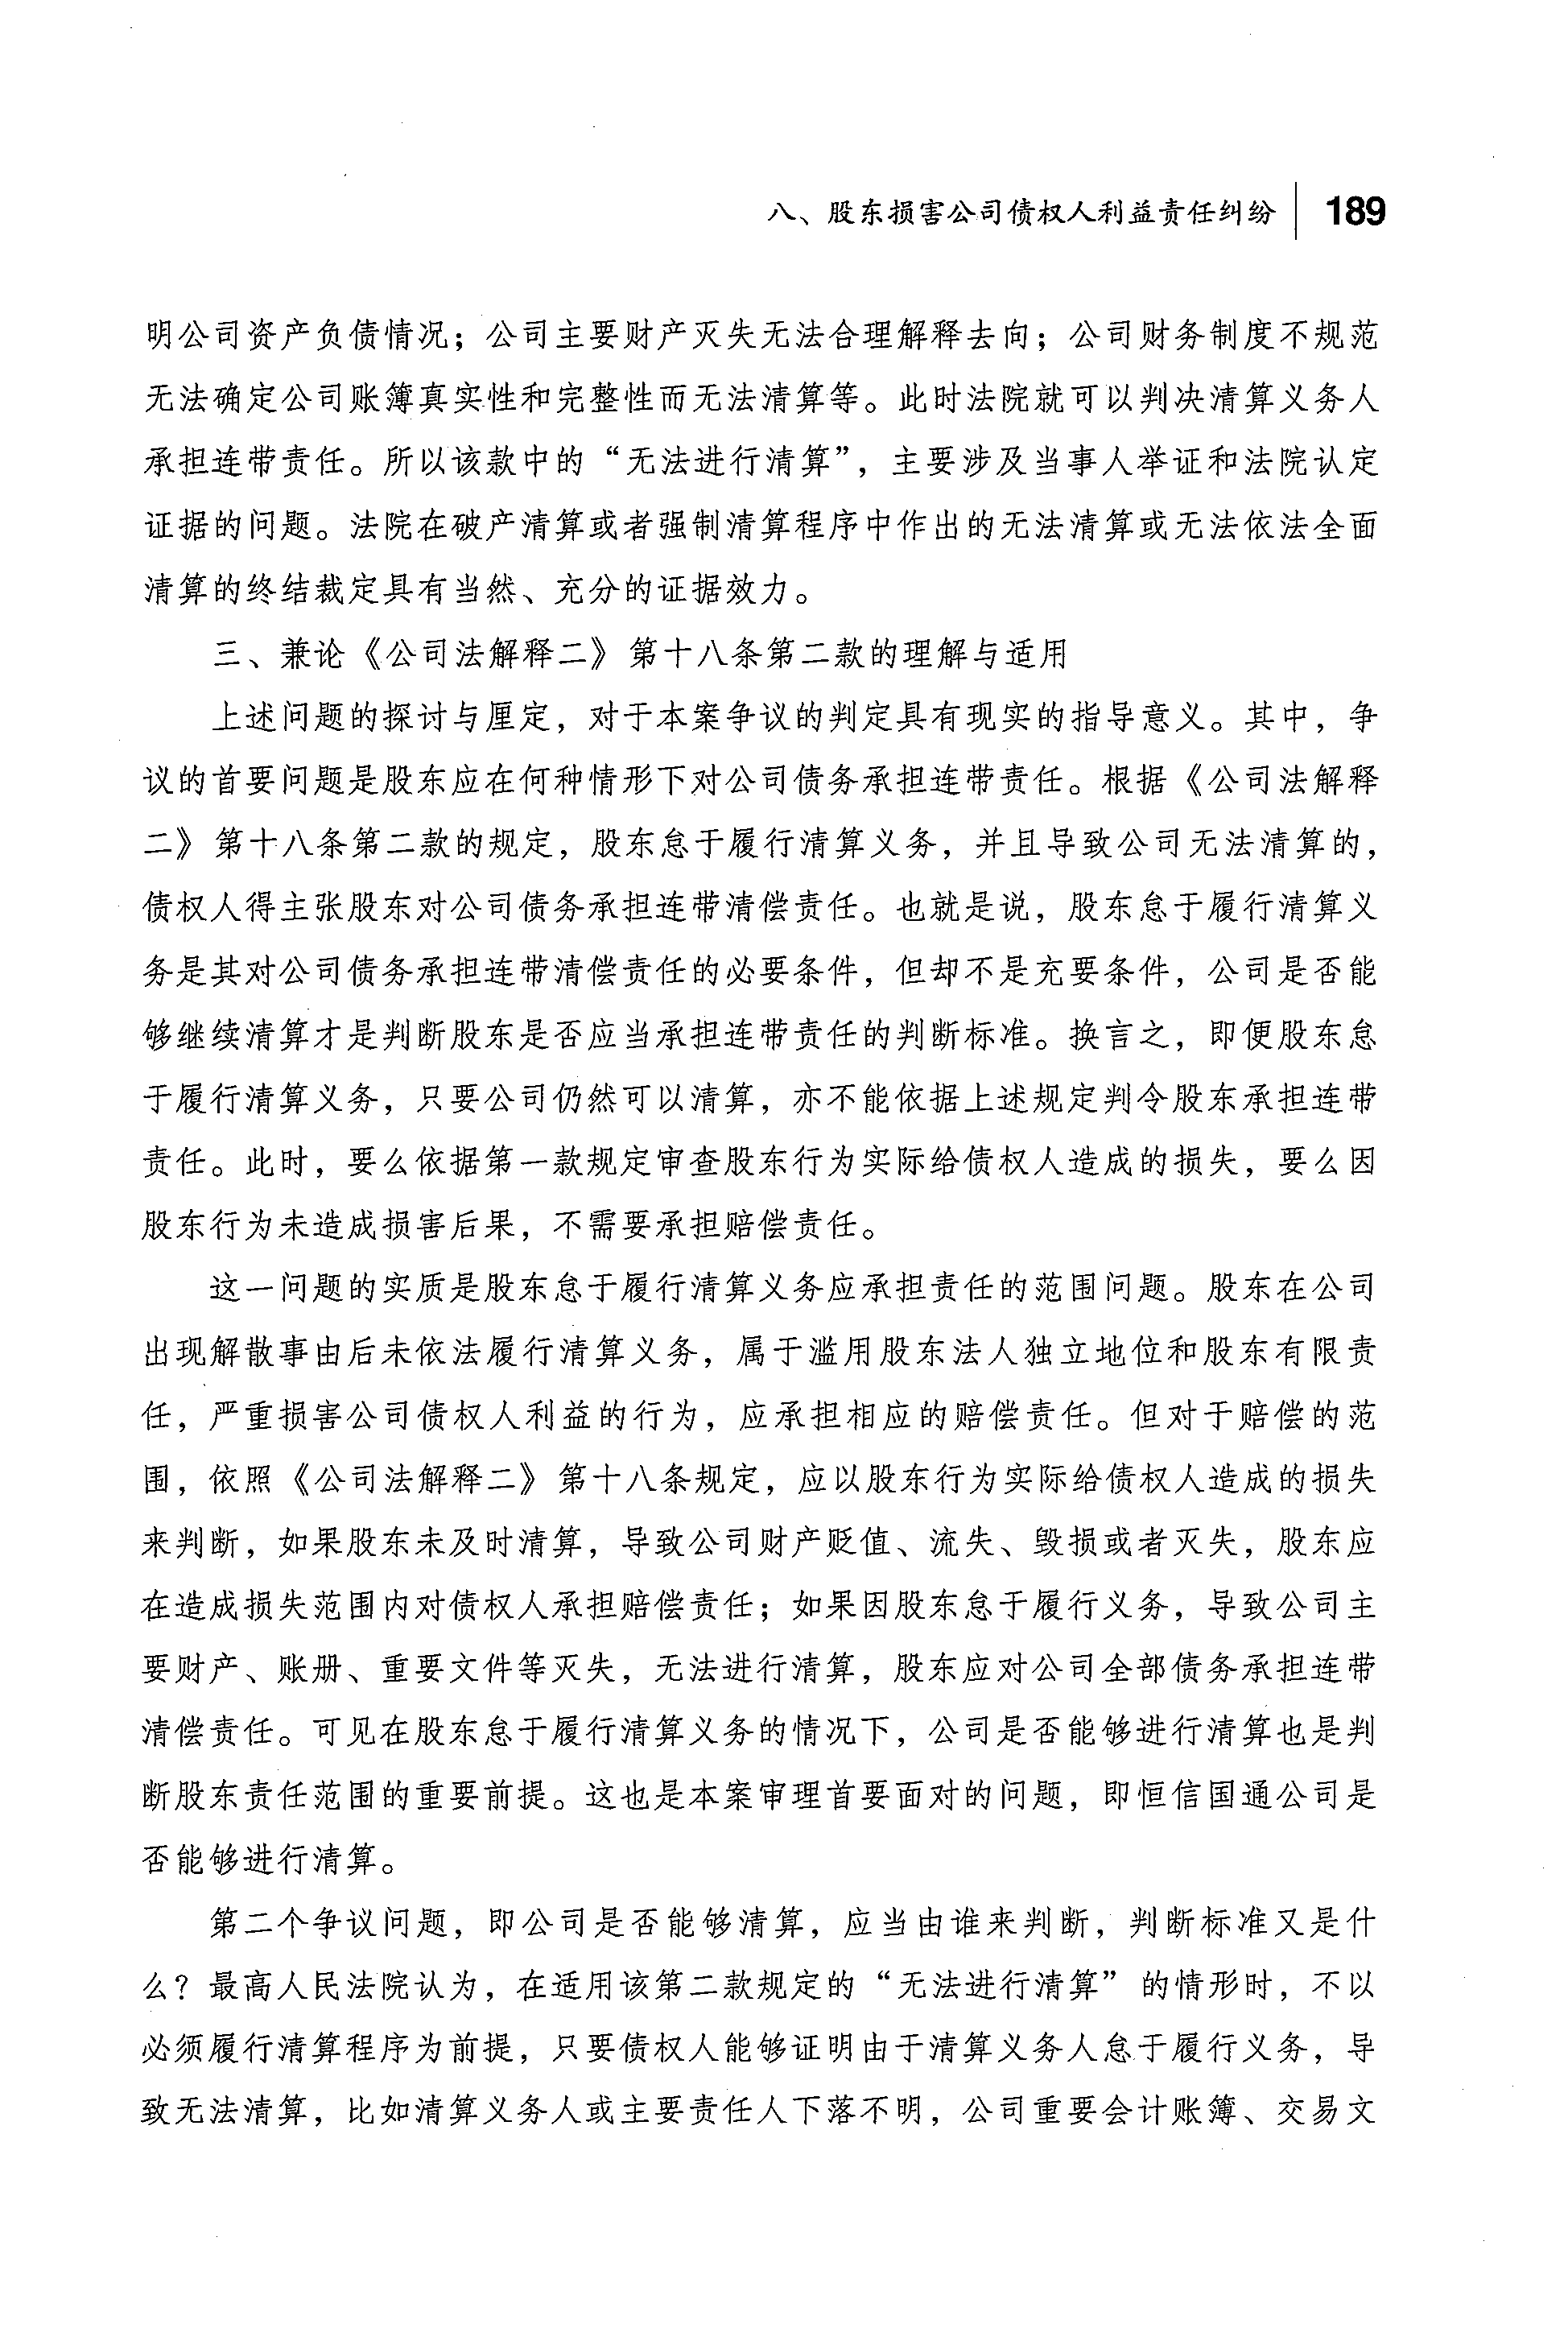 八、股东损害公司债权人利益责任纠纷 189
明公司资产负债情况；公司主要财产灭失无法合理解释去向；公司财务制度不规范
无法确定公司账簿真实性和完整性而无法清算等。此时法院就可以判决清算义务人
承担连带责任。所以该款中的“无法进行清算”，主要涉及当事人举证和法院认定
证据的问题。法院在破产清算或者强制清算程序中作出的无法清算或无法依法全面
清算的终结裁定具有当然、充分的证据效力。
三、兼论《公司法解释二》第十八条第二款的理解与适用
上述问题的探讨与厘定，对于本案争议的判定具有现实的指导意义。其中，争
议的首要问题是股东应在何种情形下对公司债务承担连带责任。根据《公司法解释
二》第十八条第二款的规定，股东怠于履行清算义务，并且导致公司无法清算的，
债权人得主张股东对公司债务承担连带清偿责任。也就是说，股东怠于履行清算义
务是其对公司债务承担连带清偿责任的必要条件，但却不是充要条件，公司是否能
够继续清算才是判断股东是否应当承担连带责任的判断标准。换言之，即便股东怠
于履行清算义务，只要公司仍然可以清算，亦不能依据上述规定判令股东承担连带
责任。此时，要么依据第一款规定审查股东行为实际给债权人造成的损失，要么因
股东行为未造成损害后果，不需要承担赔偿责任。
这一问题的实质是股东怠于履行清算义务应承担责任的范围问题。股东在公司
出现解散事由后未依法履行清算义务，属于滥用股东法人独立地位和股东有限责
任，严重损害公司债权人利益的行为，应承担相应的赔偿责任。但对于赔偿的范
围，依照《公司法解释二》第十八条规定，应以股东行为实际给债权人造成的损失
来判断，如果股东未及时清算，导致公司财产贬值、流失、毁损或者灭失，股东应
在造成损失范围内对债权人承担赔偿责任；如果因股东怠于履行义务，导致公司主
要财产、账册、重要文件等灭失，无法进行清算，股东应对公司全部债务承担连带
清偿责任。可见在股东怠于履行清算义务的情况下，公司是否能够进行清算也是判
断股东责任范围的重要前提。这也是本案审理首要面对的问题，即恒信国通公司是
否能够进行清算。
第二个争议问题，即公司是否能够清算，应当由谁来判断，判断标准又是什
么？最高人民法院认为，在适用该第二款规定的“无法进行清算”的情形时，不以
必须履行清算程序为前提，只要债权人能够证明由于清算义务人怠于履行义务，导
致无法清算，比如清算义务人或主要责任人下落不明，公司重要会计账簿、交易文